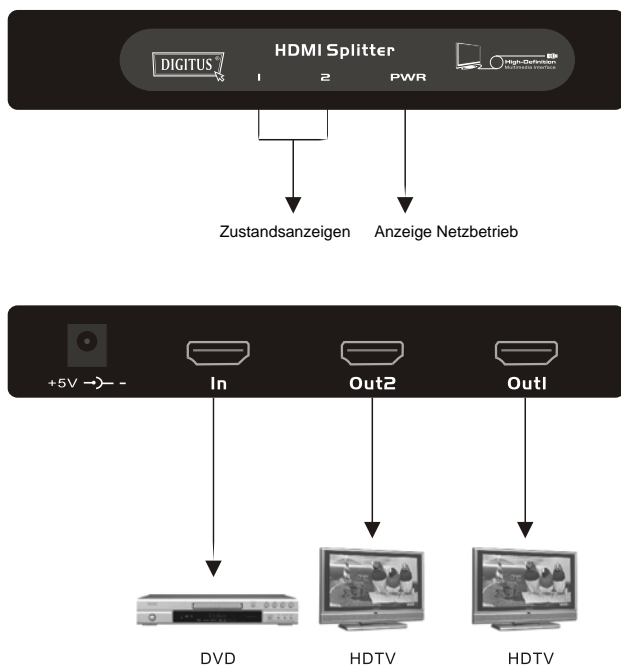 HDMI Splitter
DIGITUS®
1 2 PWR
High-Definition
Multimedia Interface
Zustandsanzeigen Anzeige Netzbetrieb
+5V -
In Out2 Out1
DVD HDTV HDTV